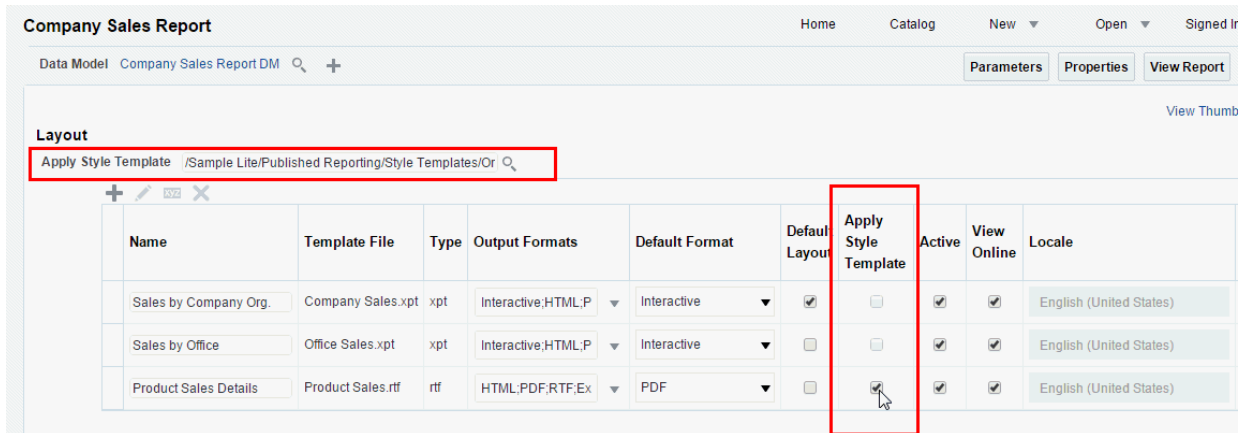 Company Sales Report Home Catalog New Open Signed In
Data Model Company Sales Report DM
Parameters Properties View Report
View Thumb
Layout
Apply Style Template /Sample Lite/Published Reporting/Style Templates/Or
xyz
Name Template File Type Output Formats Default Format Default Layout Apply Style Template Active View Online Locale
Sales by Company Org. Company Sales.xpt xpt Interactive;HTML;P Interactive English (United States)
Sales by Office Office Sales.xpt xpt Interactive;HTML;P Interactive English (United States)
Product Sales Details Product Sales.rtf rtf HTML;PDF;RTF;Ex PDF English (United States)